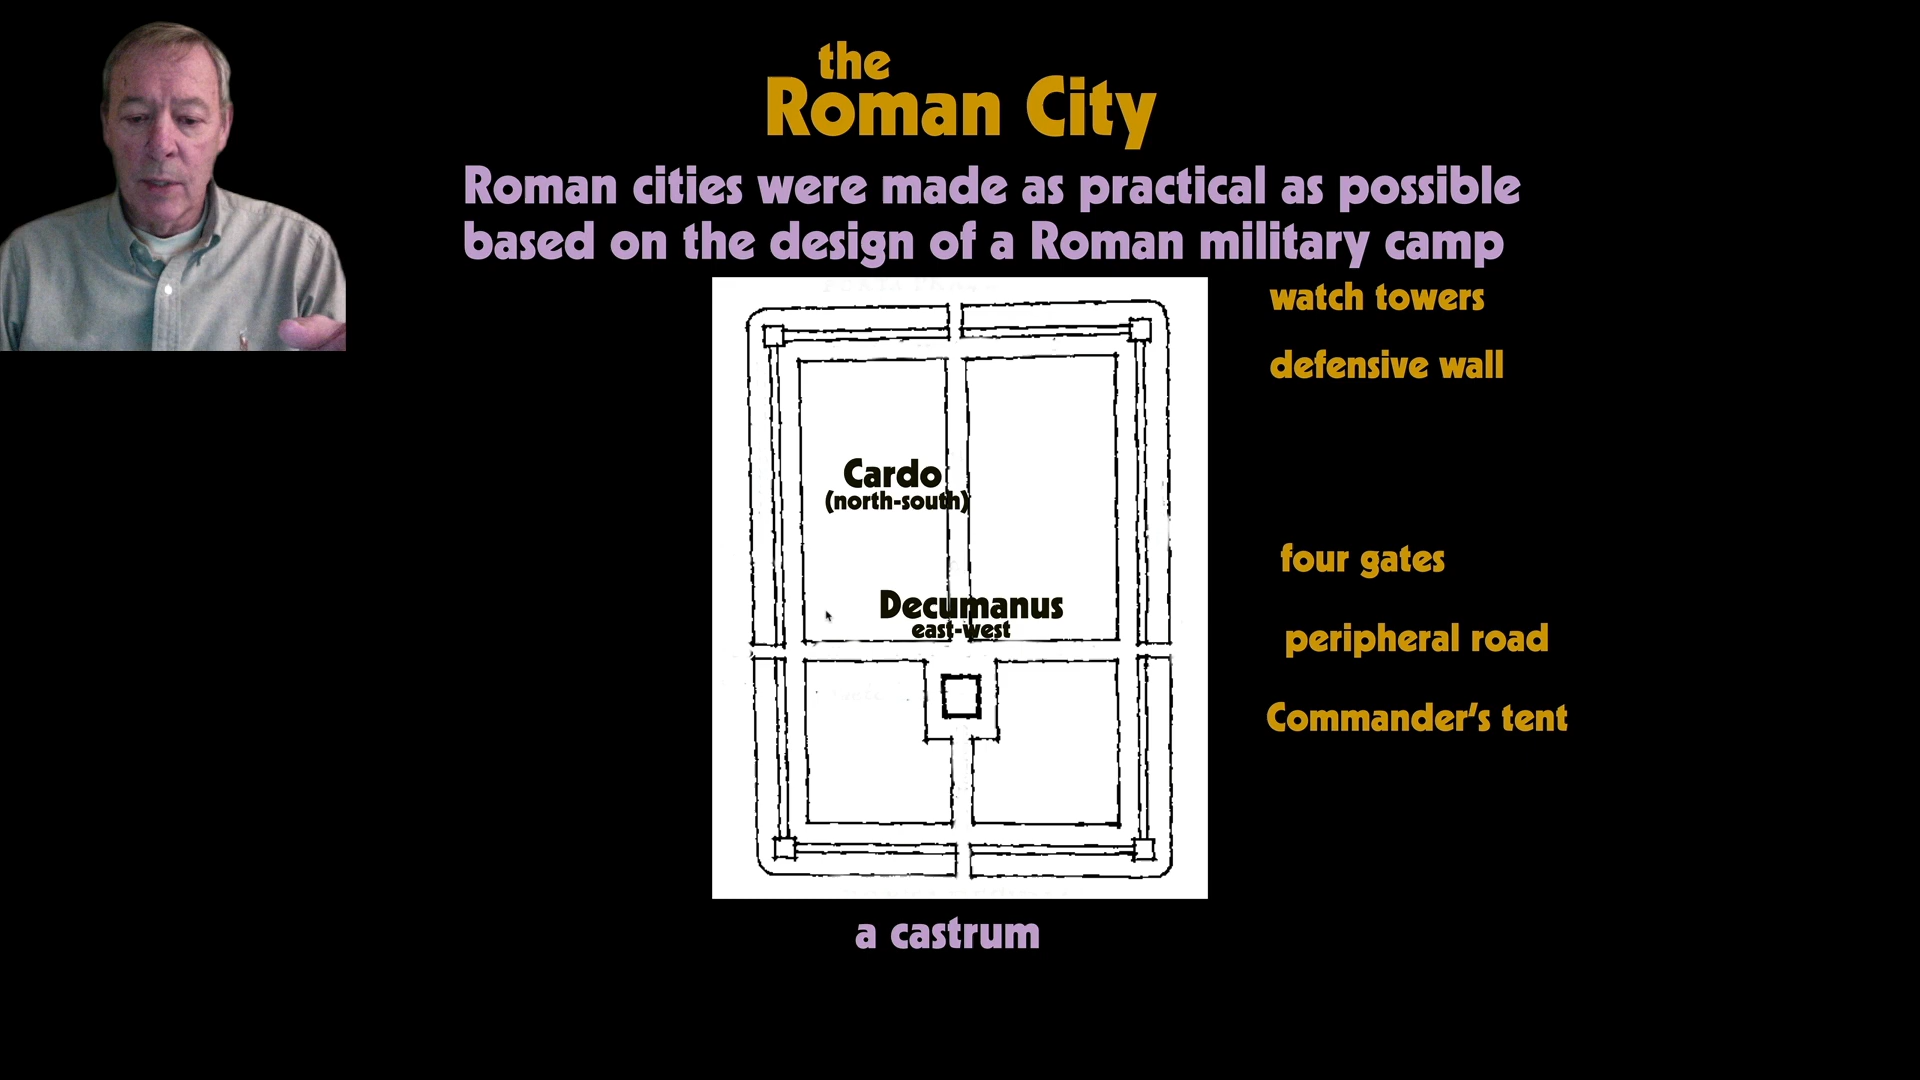 the
Roman City
Roman cities were made as practical as possible
based on the design of a Roman military camp
watch towers
defensive wall
Cardo
(north-south)
four gates
Decumanus
east-west
peripheral road
Commander's tent
a castrum